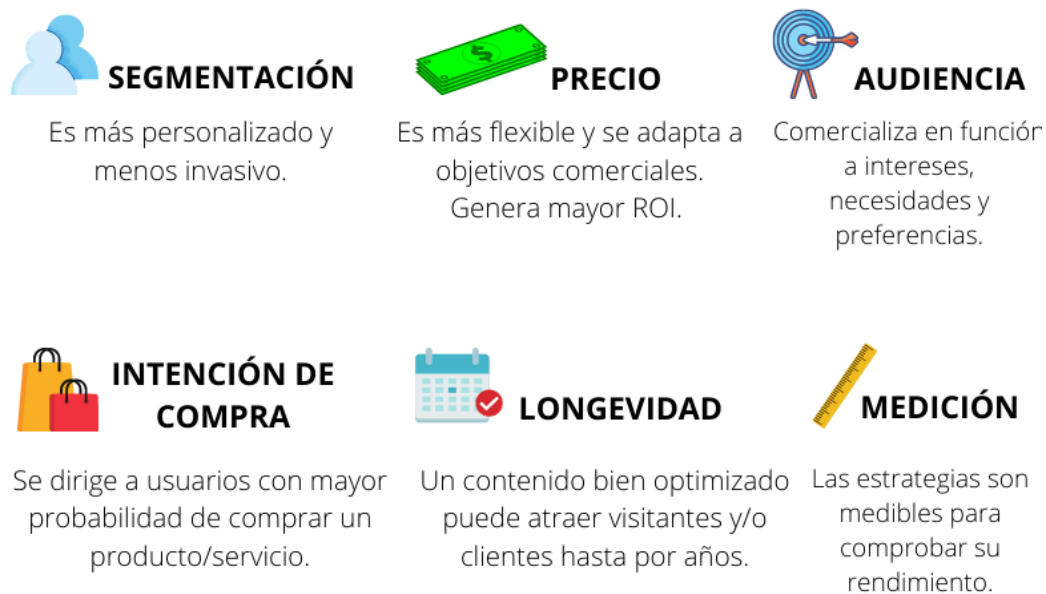 SEGMENTACIÓN
Es más personalizado y
menos invasivo.
$
PRECIO
Es más flexible y se adapta a
objetivos comerciales.
Genera mayor ROI.
AUDIENCIA
Comercializa en función
a intereses,
necesidades y
preferencias.
INTENCIÓN DE
COMPRA
Se dirige a usuarios con mayor
probabilidad de comprar un
producto/servicio.
LONGEVIDAD
Un contenido bien optimizado
puede atraer visitantes y/o
clientes hasta por años.
MEDICIÓN
Las estrategias son
medibles para
comprobar su
rendimiento.